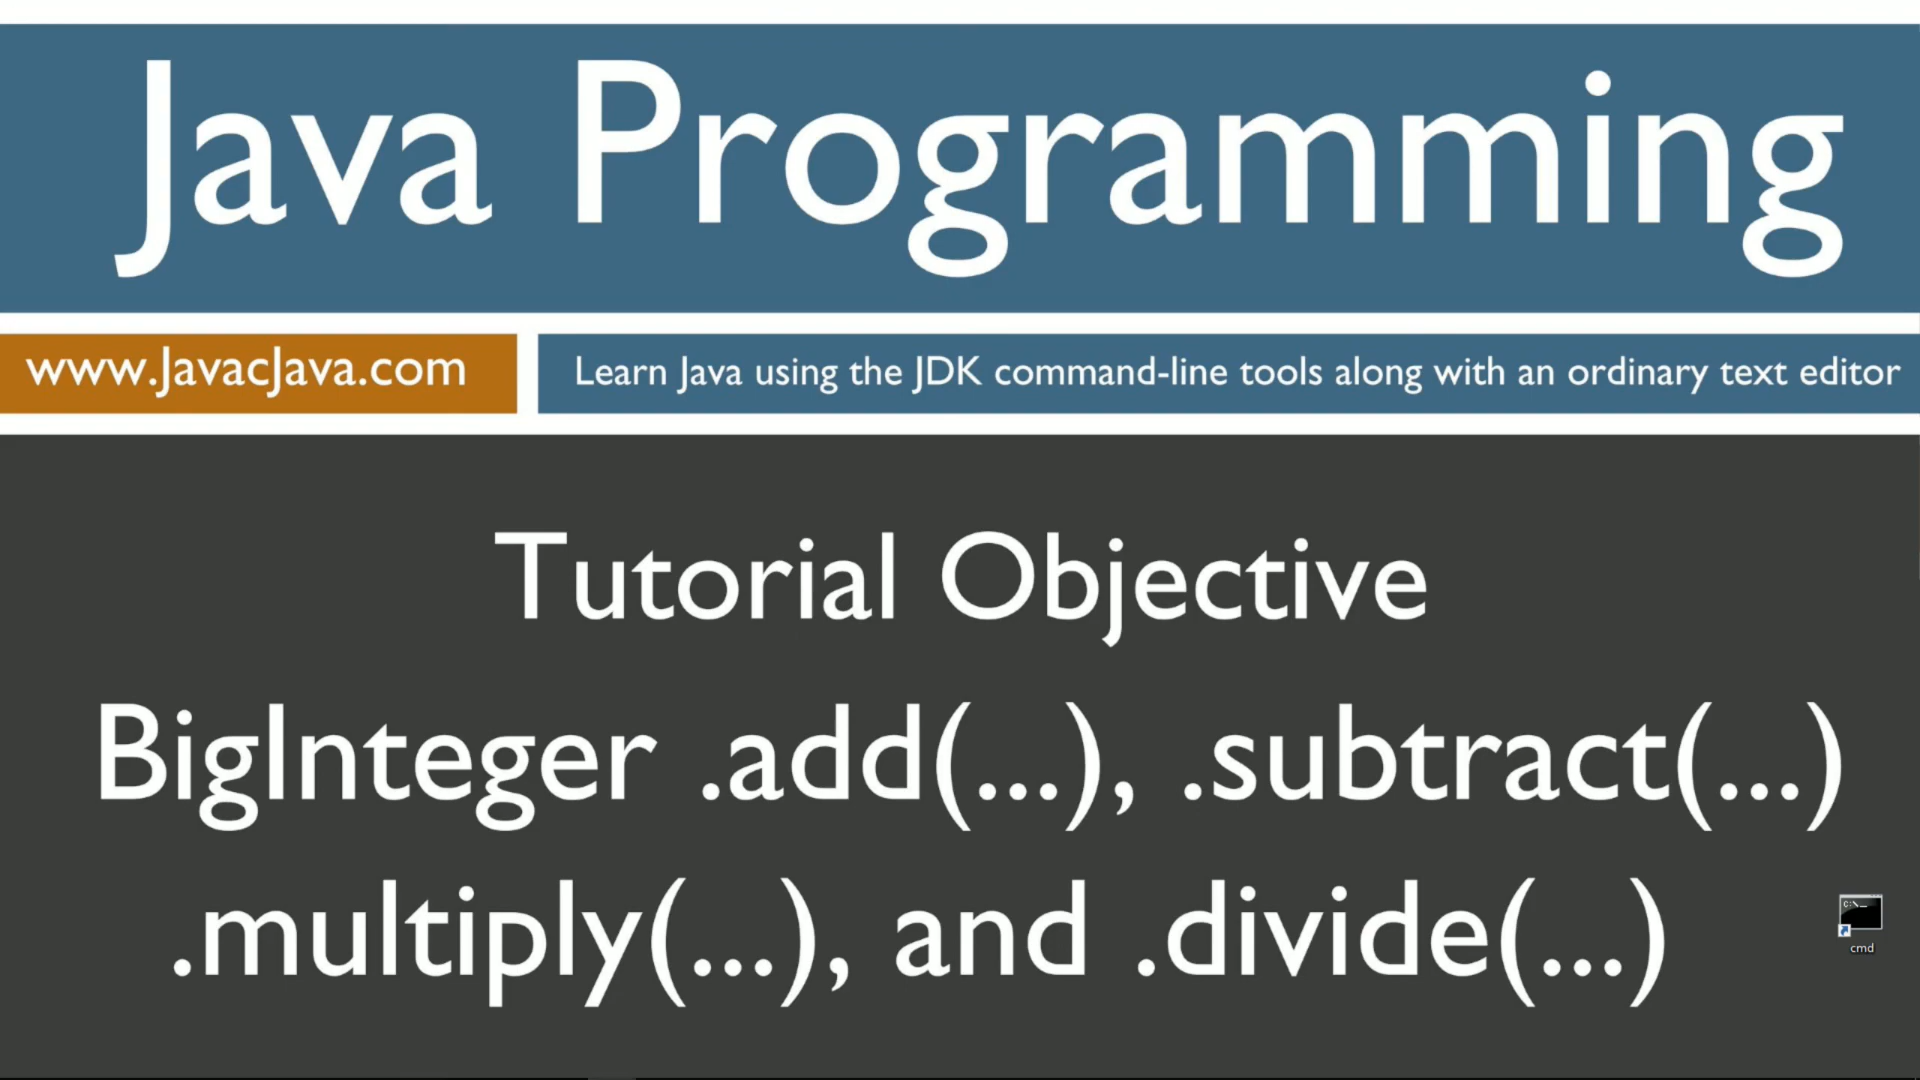 Java Programming
www.JavacJava.com
Learn Java using the JDK command-line tools along with an ordinary text editor
Tutorial Objective
BigInteger .add(...), .subtract(...)
.multiply(...), and .divide(...)
C:\_
cmd